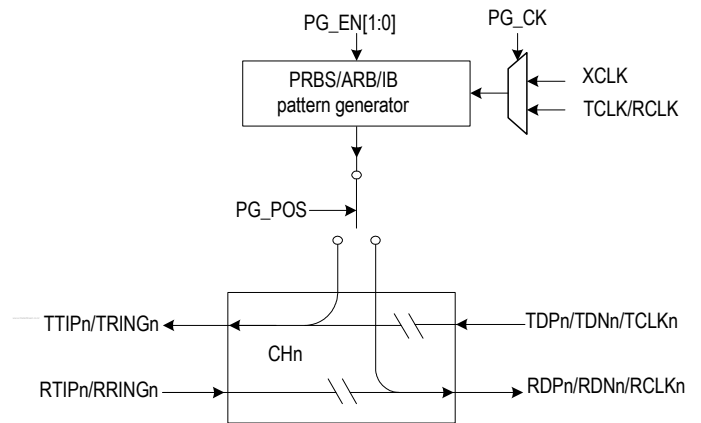 PG_EN[1:0]
PG_CK
PRBS/ARB/IB
pattern generator
XCLK
TCLK/RCLK
PG_POS
TTIPn/TRINGn
TDPn/TDNn/TCLKn
CHn
RTIPn/RRINGn
RDPn/RDNn/RCLKn